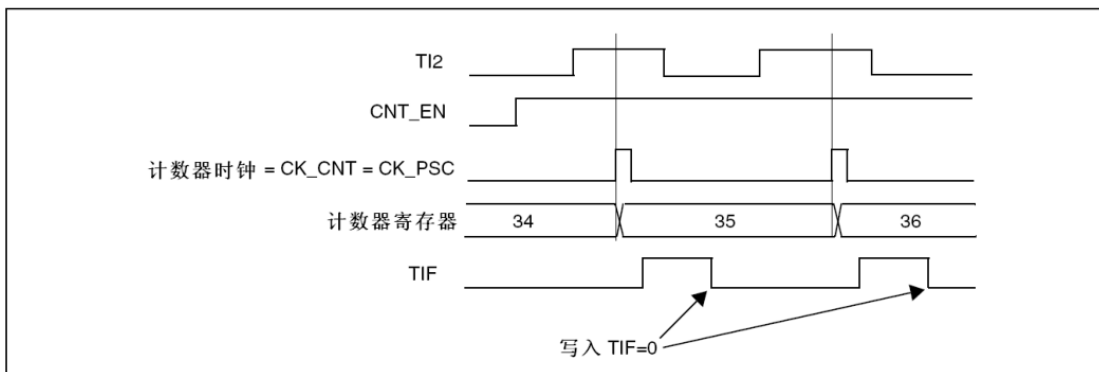 TI2
CNT_EN
计数器时钟 = CK_CNT = CK_PSC
计数器寄存器 34 35 36
TIF
写入 TIF=0